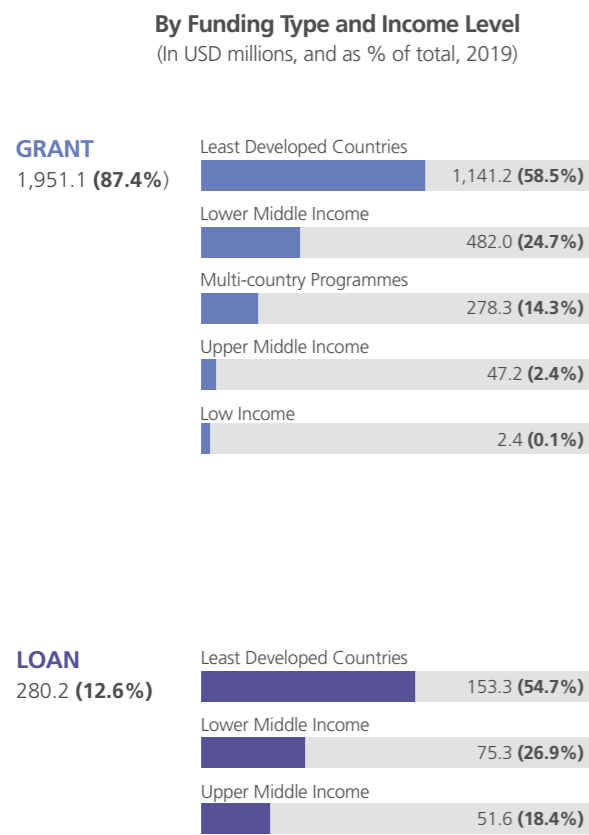 By Funding Type and Income Level
(In USD millions, and as % of total, 2019)
GRANT
1,951.1 (87.4%)
Least Developed Countries
1,141.2 (58.5%)
Lower Middle Income
482.0 (24.7%)
Multi-country Programmes
278.3 (14.3%)
Upper Middle Income
47.2 (2.4%)
Low Income
2.4 (0.1%)
LOAN
280.2 (12.6%)
Least Developed Countries
153.3 (54.7%)
Lower Middle Income
75.3 (26.9%)
Upper Middle Income
51.6 (18.4%)